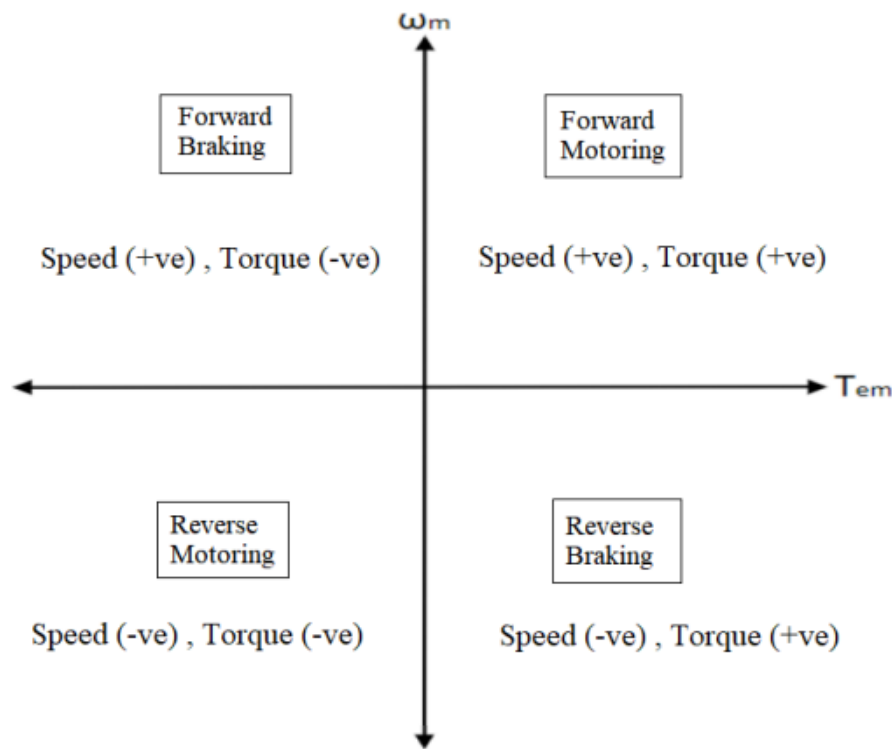 ωm
Forward
Braking
Forward
Motoring
Speed (+ve) , Torque (-ve)
Speed (+ve) , Torque (+ve)
Tem
Reverse
Motoring
Reverse
Braking
Speed (-ve) , Torque (-ve)
Speed (-ve) , Torque (+ve)